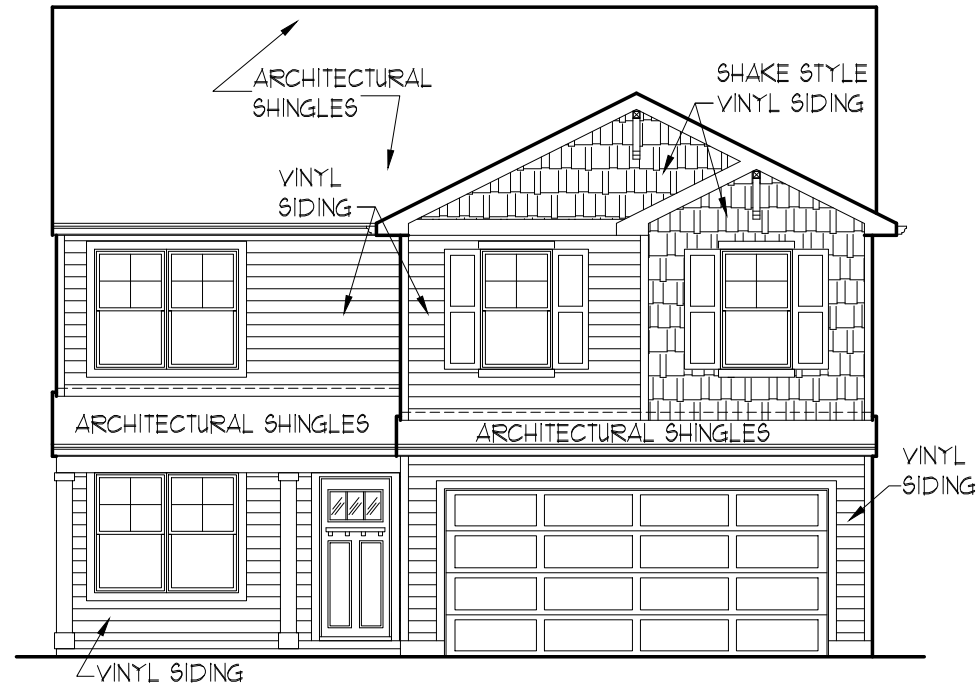 ARCHITECTURAL
SHINGLES
SHAKE STYLE
VINYL SIDING
VINYL
SIDING
ARCHITECTURAL SHINGLES
ARCHITECTURAL SHINGLES
VINYL
SIDING
VINYL SIDING